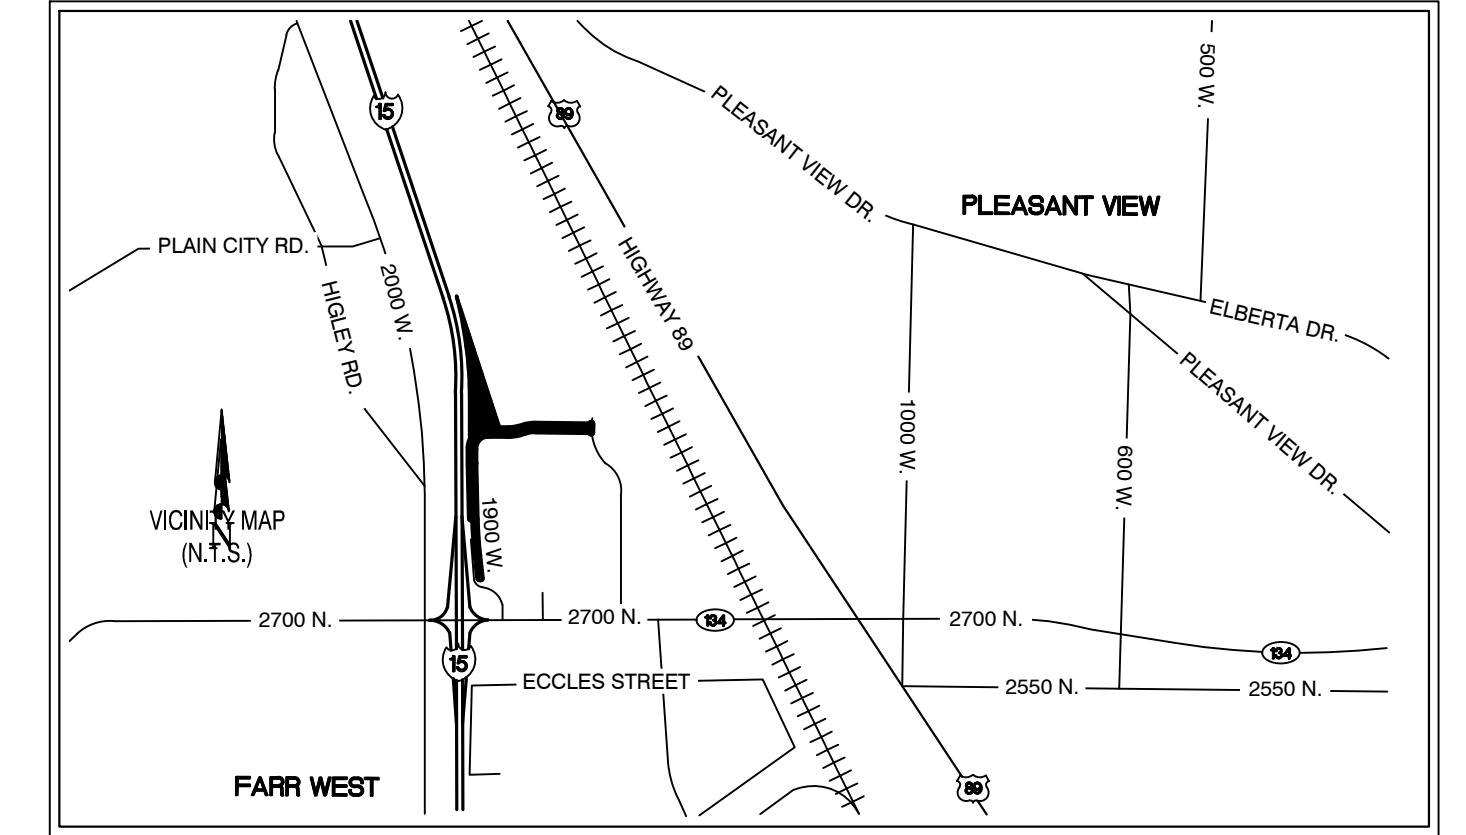 500 W.
15
89
PLEASANT VIEW DR.
PLEASANT VIEW
PLAIN CITY RD.
2000 W.
HIGHWAY 89
HIGLEY RD.
ELBERTA DR.
PLEASANT VIEW DR.
1000 W.
600 W.
N
VICINITY MAP
(N.T.S.)
1900 W.
2700 N.
2700 N.
134
2700 N.
134
15
ECCLES STREET
2550 N.
2550 N.
FARR WEST
89